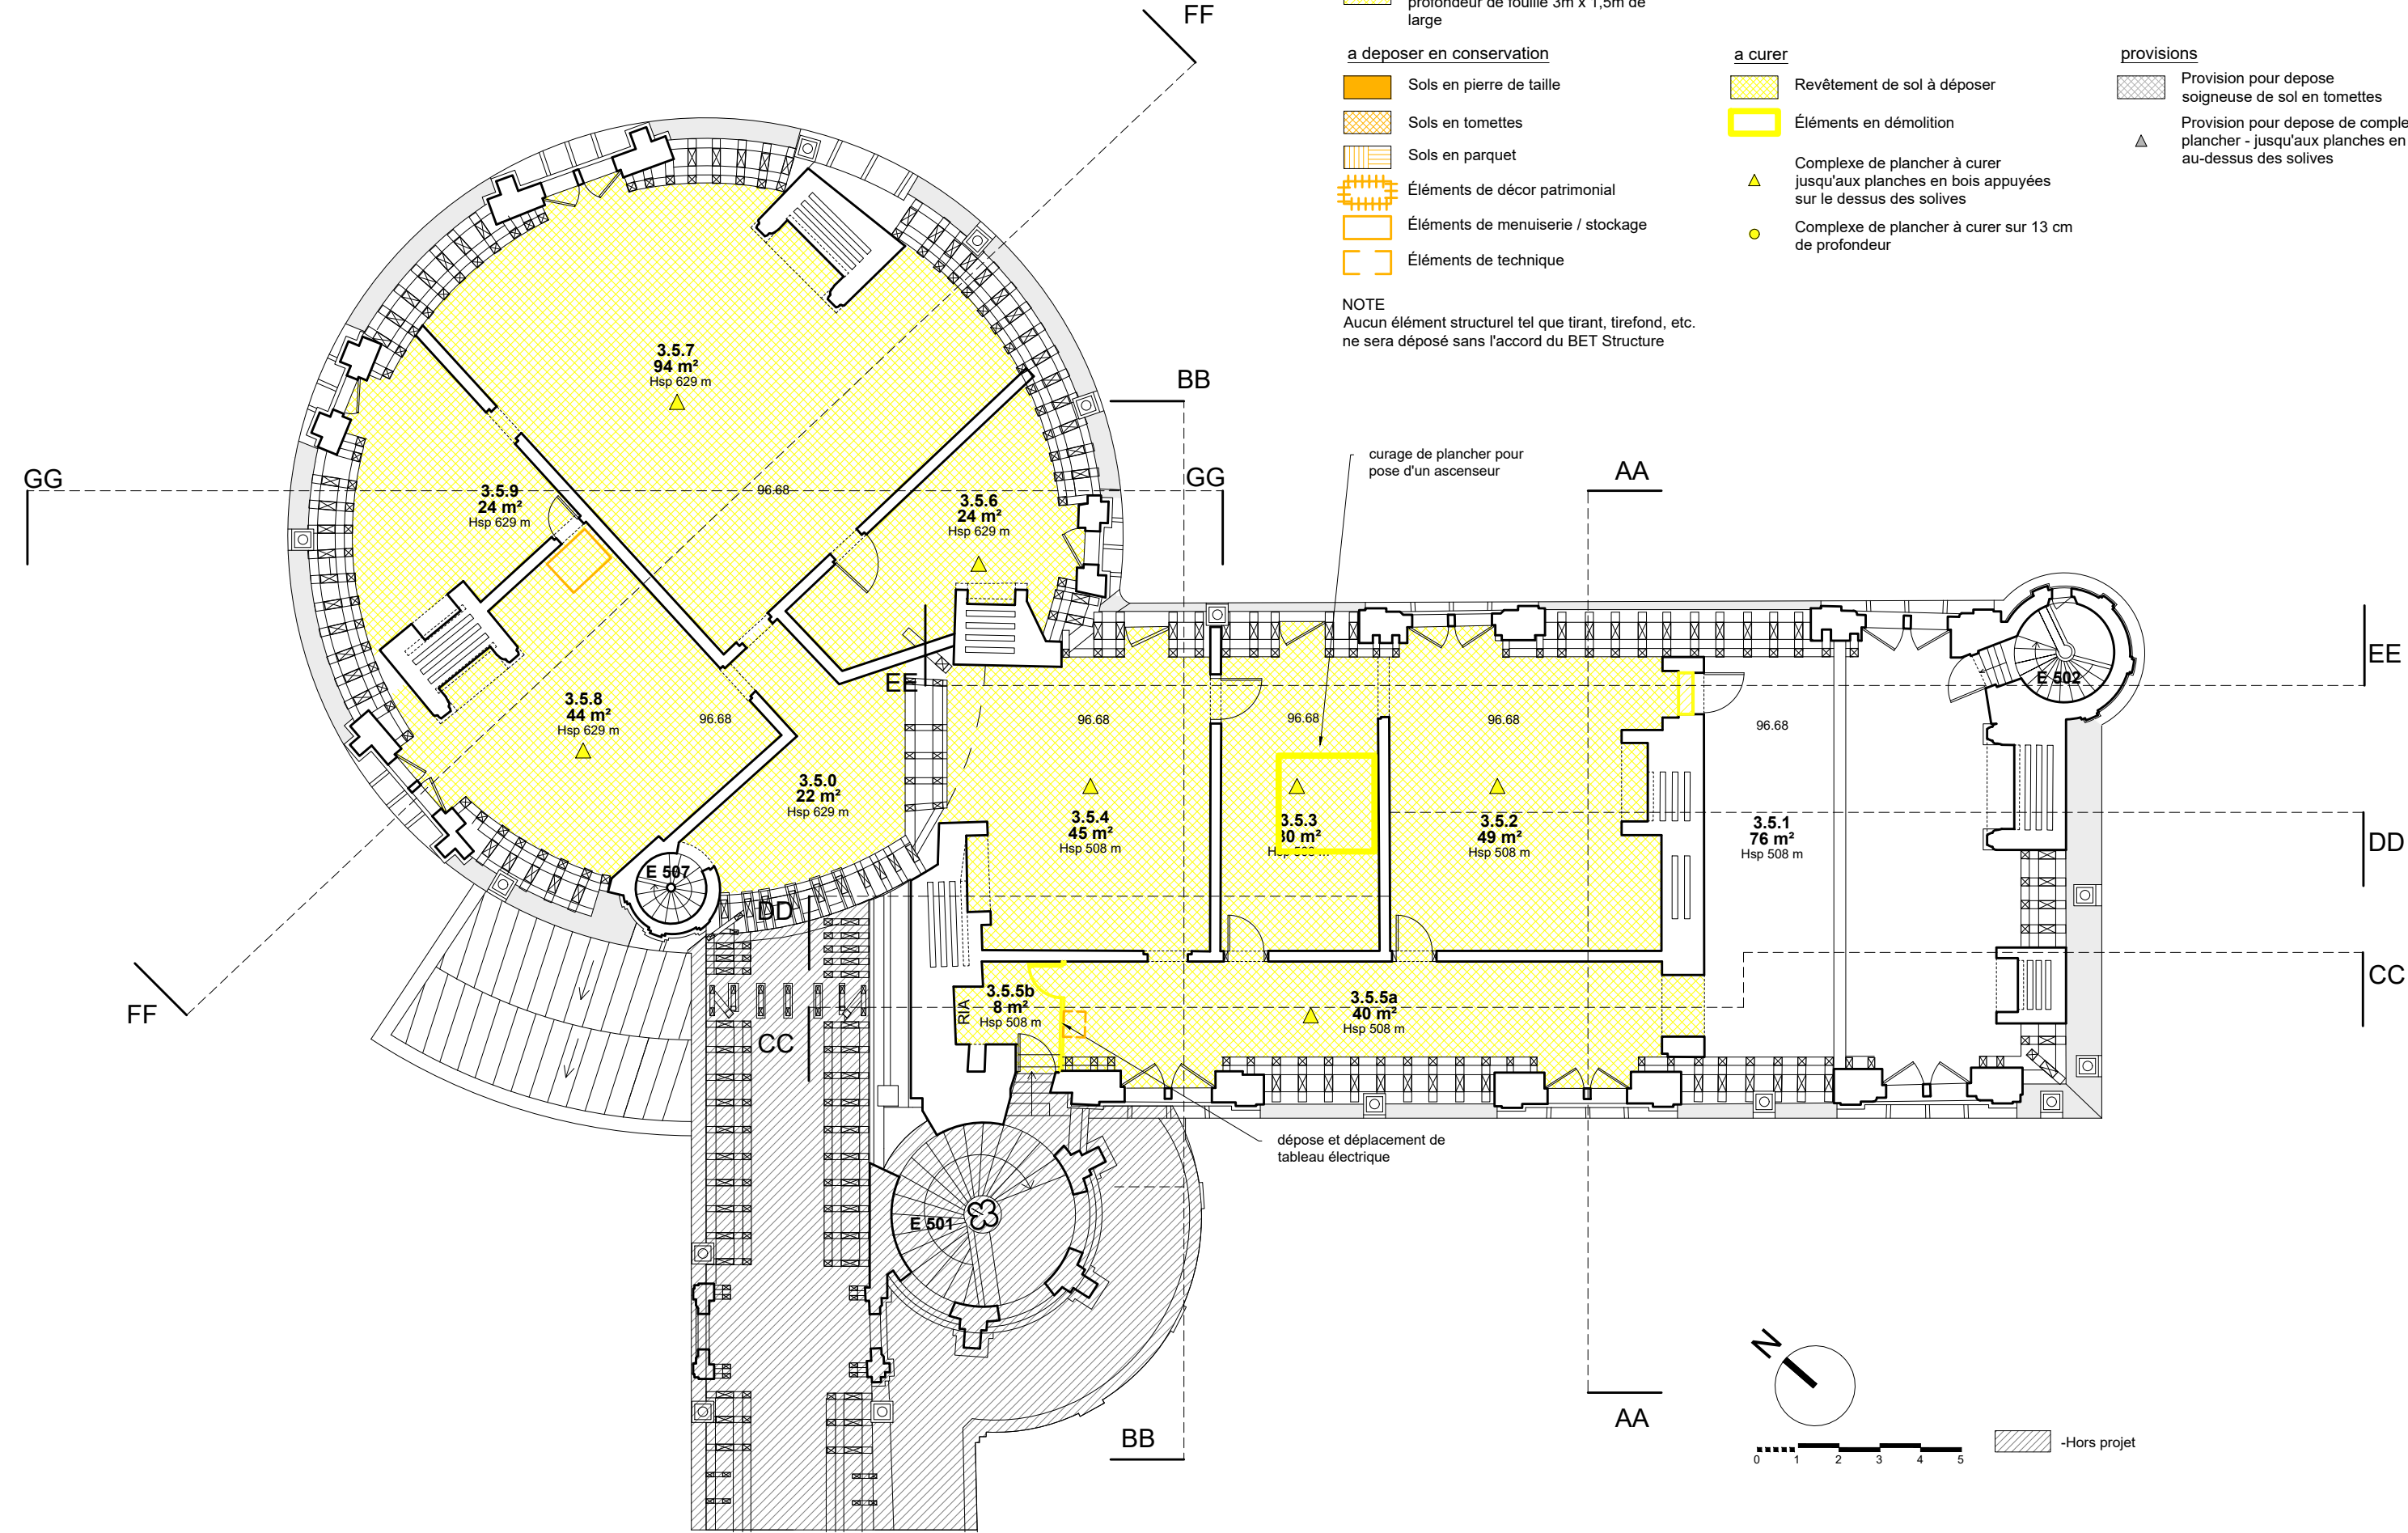 FF
profondeur de fouille 3m x 1,5m de
large
a deposer en conservation
Sols en pierre de taille
Sols en tomettes
Sols en parquet
Éléments de décor patrimonial
Éléments de menuiserie / stockage
Éléments de technique
a curer
Revêtement de sol à déposer
Éléments en démolition
Complexe de plancher à curer
jusqu'aux planches en bois appuyées
sur le dessus des solives
Complexe de plancher à curer sur 13 cm
de profondeur
provisions
Provision pour depose
soigneuse de sol en tomettes
Provision pour depose de comple
plancher - jusqu'aux planches en
au-dessus des solives
NOTE
Aucun élément structurel tel que tirant, tirefond, etc.
ne sera déposé sans l'accord du BET Structure
3.5.7
94 m²
Hsp 629 m
BB
curage de plancher pour
pose d'un ascenseur
AA
GG
GG
96.68
3.5.9
24 m²
Hsp 629 m
3.5.6
24 m²
Hsp 629 m
EE
EE
E 502
3.5.8
44 m²
Hsp 629 m
96.68
96.68
96.68
96.68
96.68
3.5.0
22 m²
Hsp 629 m
3.5.4
45 m²
Hsp 508 m
3.5.3
30 m²
3.5.2
49 m²
Hsp 508 m
3.5.1
76 m²
Hsp 508 m
DD
E 507
DD
CC
FF
3.5.5b
8 m²
Hsp 508 m
RIA
3.5.5a
40 m²
Hsp 508 m
CC
dépose et déplacement de
tableau électrique
E 501
N
AA
BB
0 1 2 3 4 5
-Hors projet